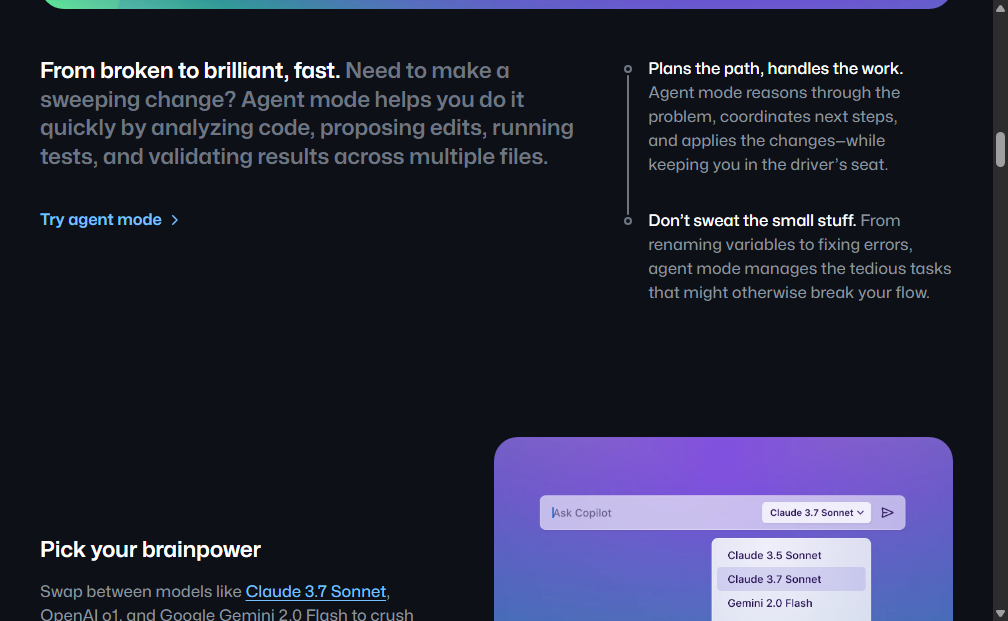 From broken to brilliant, fast. Need to make a
sweeping change? Agent mode helps you do it
quickly by analyzing code, proposing edits, running
tests, and validating results across multiple files.
Try agent mode
Plans the path, handles the work.
Agent mode reasons through the
problem, coordinates next steps,
and applies the changes—while
keeping you in the driver’s seat.
Don’t sweat the small stuff. From
renaming variables to fixing errors,
agent mode manages the tedious tasks
that might otherwise break your flow.
Pick your brainpower
Swap between models like Claude 3.7 Sonnet,
OpenAI o1, and Google Gemini 2.0 Flash to crush
Ask Copilot
Claude 3.7 Sonnet
Claude 3.5 Sonnet
Claude 3.7 Sonnet
Gemini 2.0 Flash